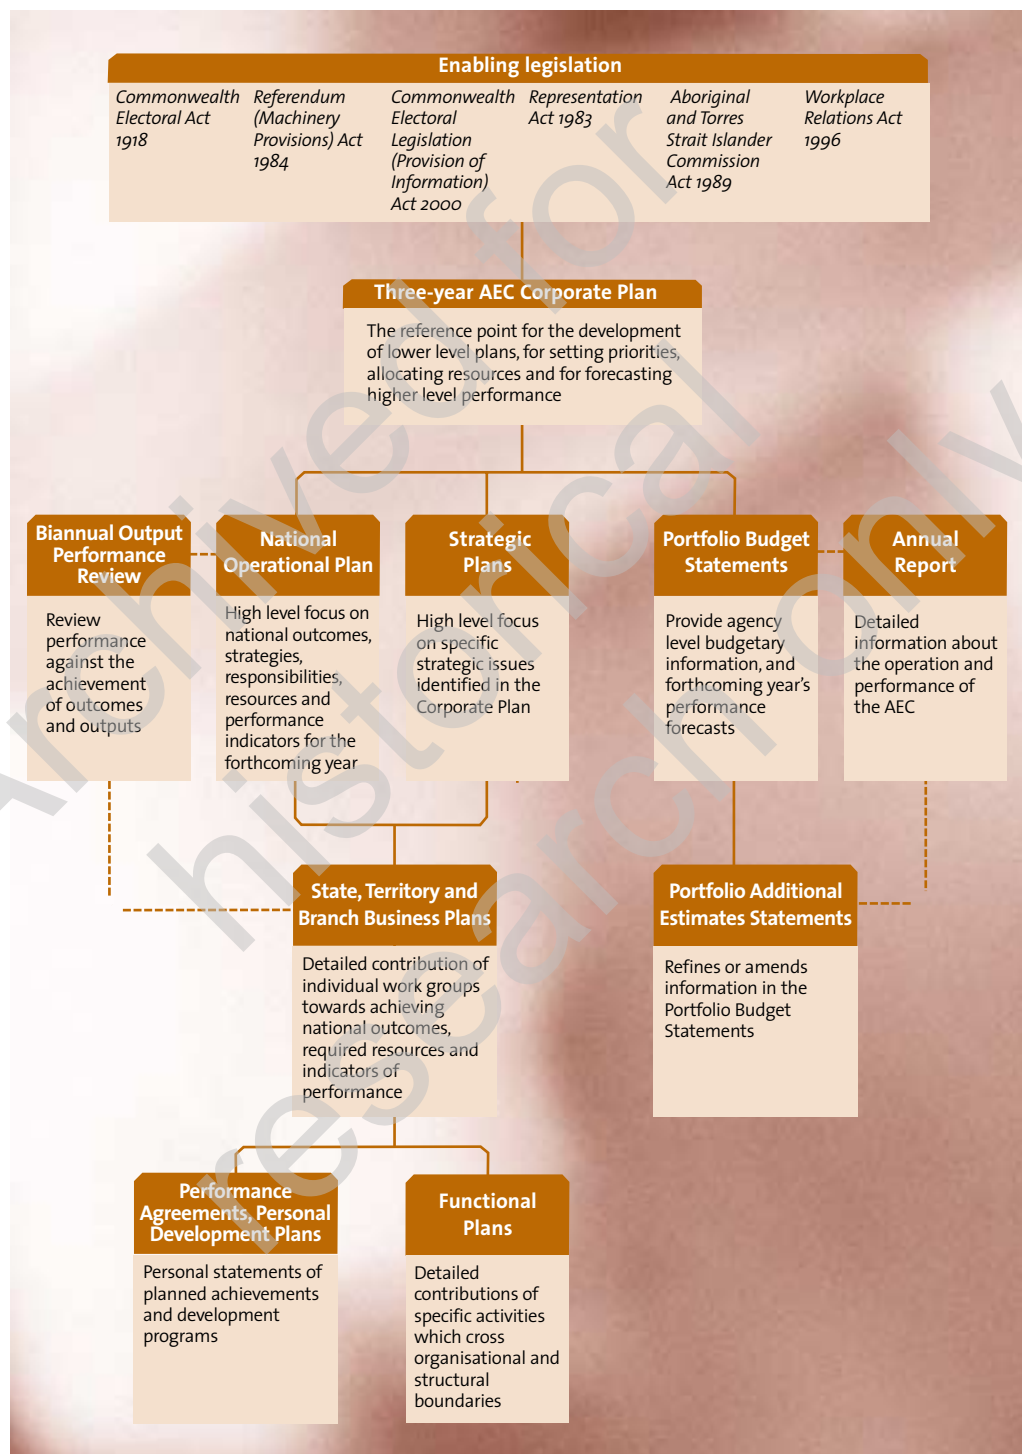 Enabling legislation
Commonwealth
Electoral Act
1918
Referendum
(Machinery
Provisions) Act
1984
Commonwealth
Electoral
Legislation
(Provision of
Information)
Act 2000
Representation
Act 1983
Aboriginal
and Torres
Strait Islander
Commission
Act 1989
Workplace
Relations Act
1996
Three-year AEC Corporate Plan
The reference point for the development
of lower level plans, for setting priorities,
allocating resources and for forecasting
higher level performance
Biannual Output
Performance
Review
Review
performance
against the
achievement
of outcomes
and outputs
National
Operational Plan
High level focus on
national outcomes,
strategies,
responsibilities,
resources and
performance
indicators for the
forthcoming year
Strategic
Plans
High level focus
on specific
strategic issues
identified in the
Corporate Plan
Portfolio Budget
Statements
Provide agency
level budgetary
information, and
forthcoming year's
performance
forecasts
Annual
Report
Detailed
information about
the operation and
performance of
the AEC
State, Territory and
Branch Business Plans
Detailed contribution of
individual work groups
towards achieving
national outcomes,
required resources and
indicators of
performance
Portfolio Additional
Estimates Statements
Refines or amends
information in the
Portfolio Budget
Statements
Performance
Agreements, Personal
Development Plans
Personal statements of
planned achievements
and development
programs
Functional
Plans
Detailed
contributions of
specific activities
which cross
organisational and
structural
boundaries
Archived for
historical
research only